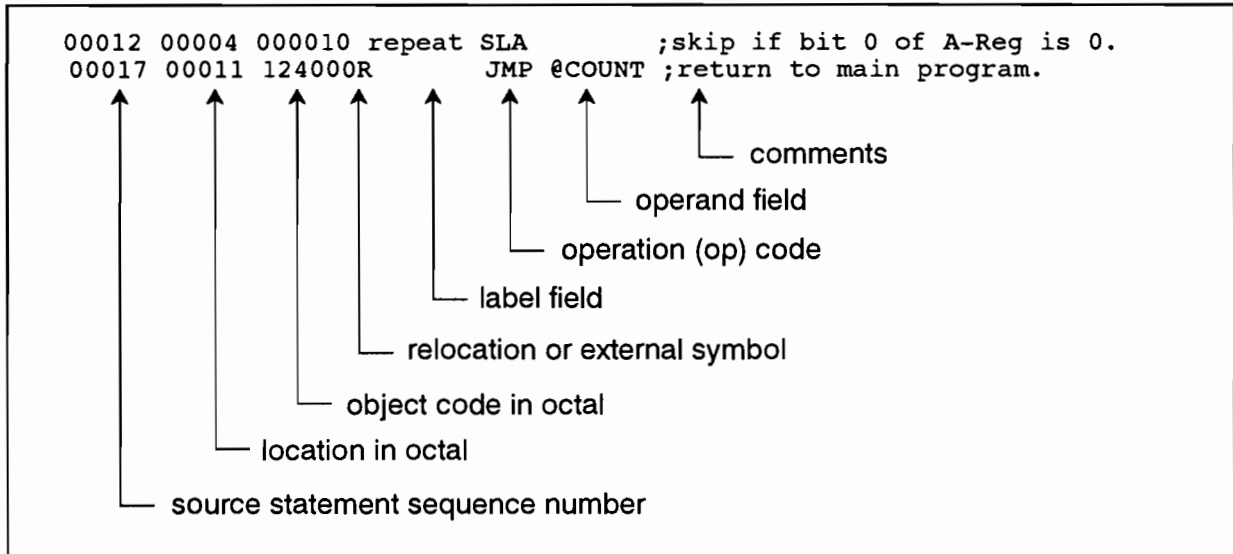 00012 00004 000010 repeat SLA ;skip if bit 0 of A-Reg is 0.
00017 00011 124000R JMP @COUNT ;return to main program.
comments
operand field
operation (op) code
label field
relocation or external symbol
object code in octal
location in octal
source statement sequence number